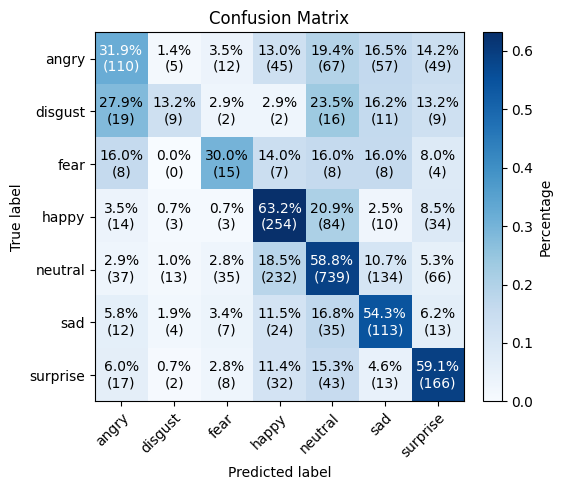 Confusion Matrix
angry 31.9% 1.4% 3.5% 13.0% 19.4% 16.5% 14.2%
(110) (5) (12) (45) (67) (57) (49)
disgust 27.9% 13.2% 2.9% 2.9% 23.5% 16.2% 13.2%
(19) (9) (2) (2) (16) (11) (9)
fear 16.0% 0.0% 30.0% 14.0% 16.0% 16.0% 8.0%
(8) (0) (15) (7) (8) (8) (4)
happy 3.5% 0.7% 0.7% 63.2% 20.9% 2.5% 8.5%
(14) (3) (3) (254) (84) (10) (34)
neutral 2.9% 1.0% 2.8% 18.5% 58.8% 10.7% 5.3%
(37) (13) (35) (232) (739) (134) (66)
sad 5.8% 1.9% 3.4% 11.5% 16.8% 54.3% 6.2%
(12) (4) (7) (24) (35) (113) (13)
surprise 6.0% 0.7% 2.8% 11.4% 15.3% 4.6% 59.1%
(17) (2) (8) (32) (43) (13) (166)
angry disgust fear happy neutral sad surprise
Predicted label
True label
0.6
0.5
0.4
0.3
0.2
0.1
0.0
Percentage